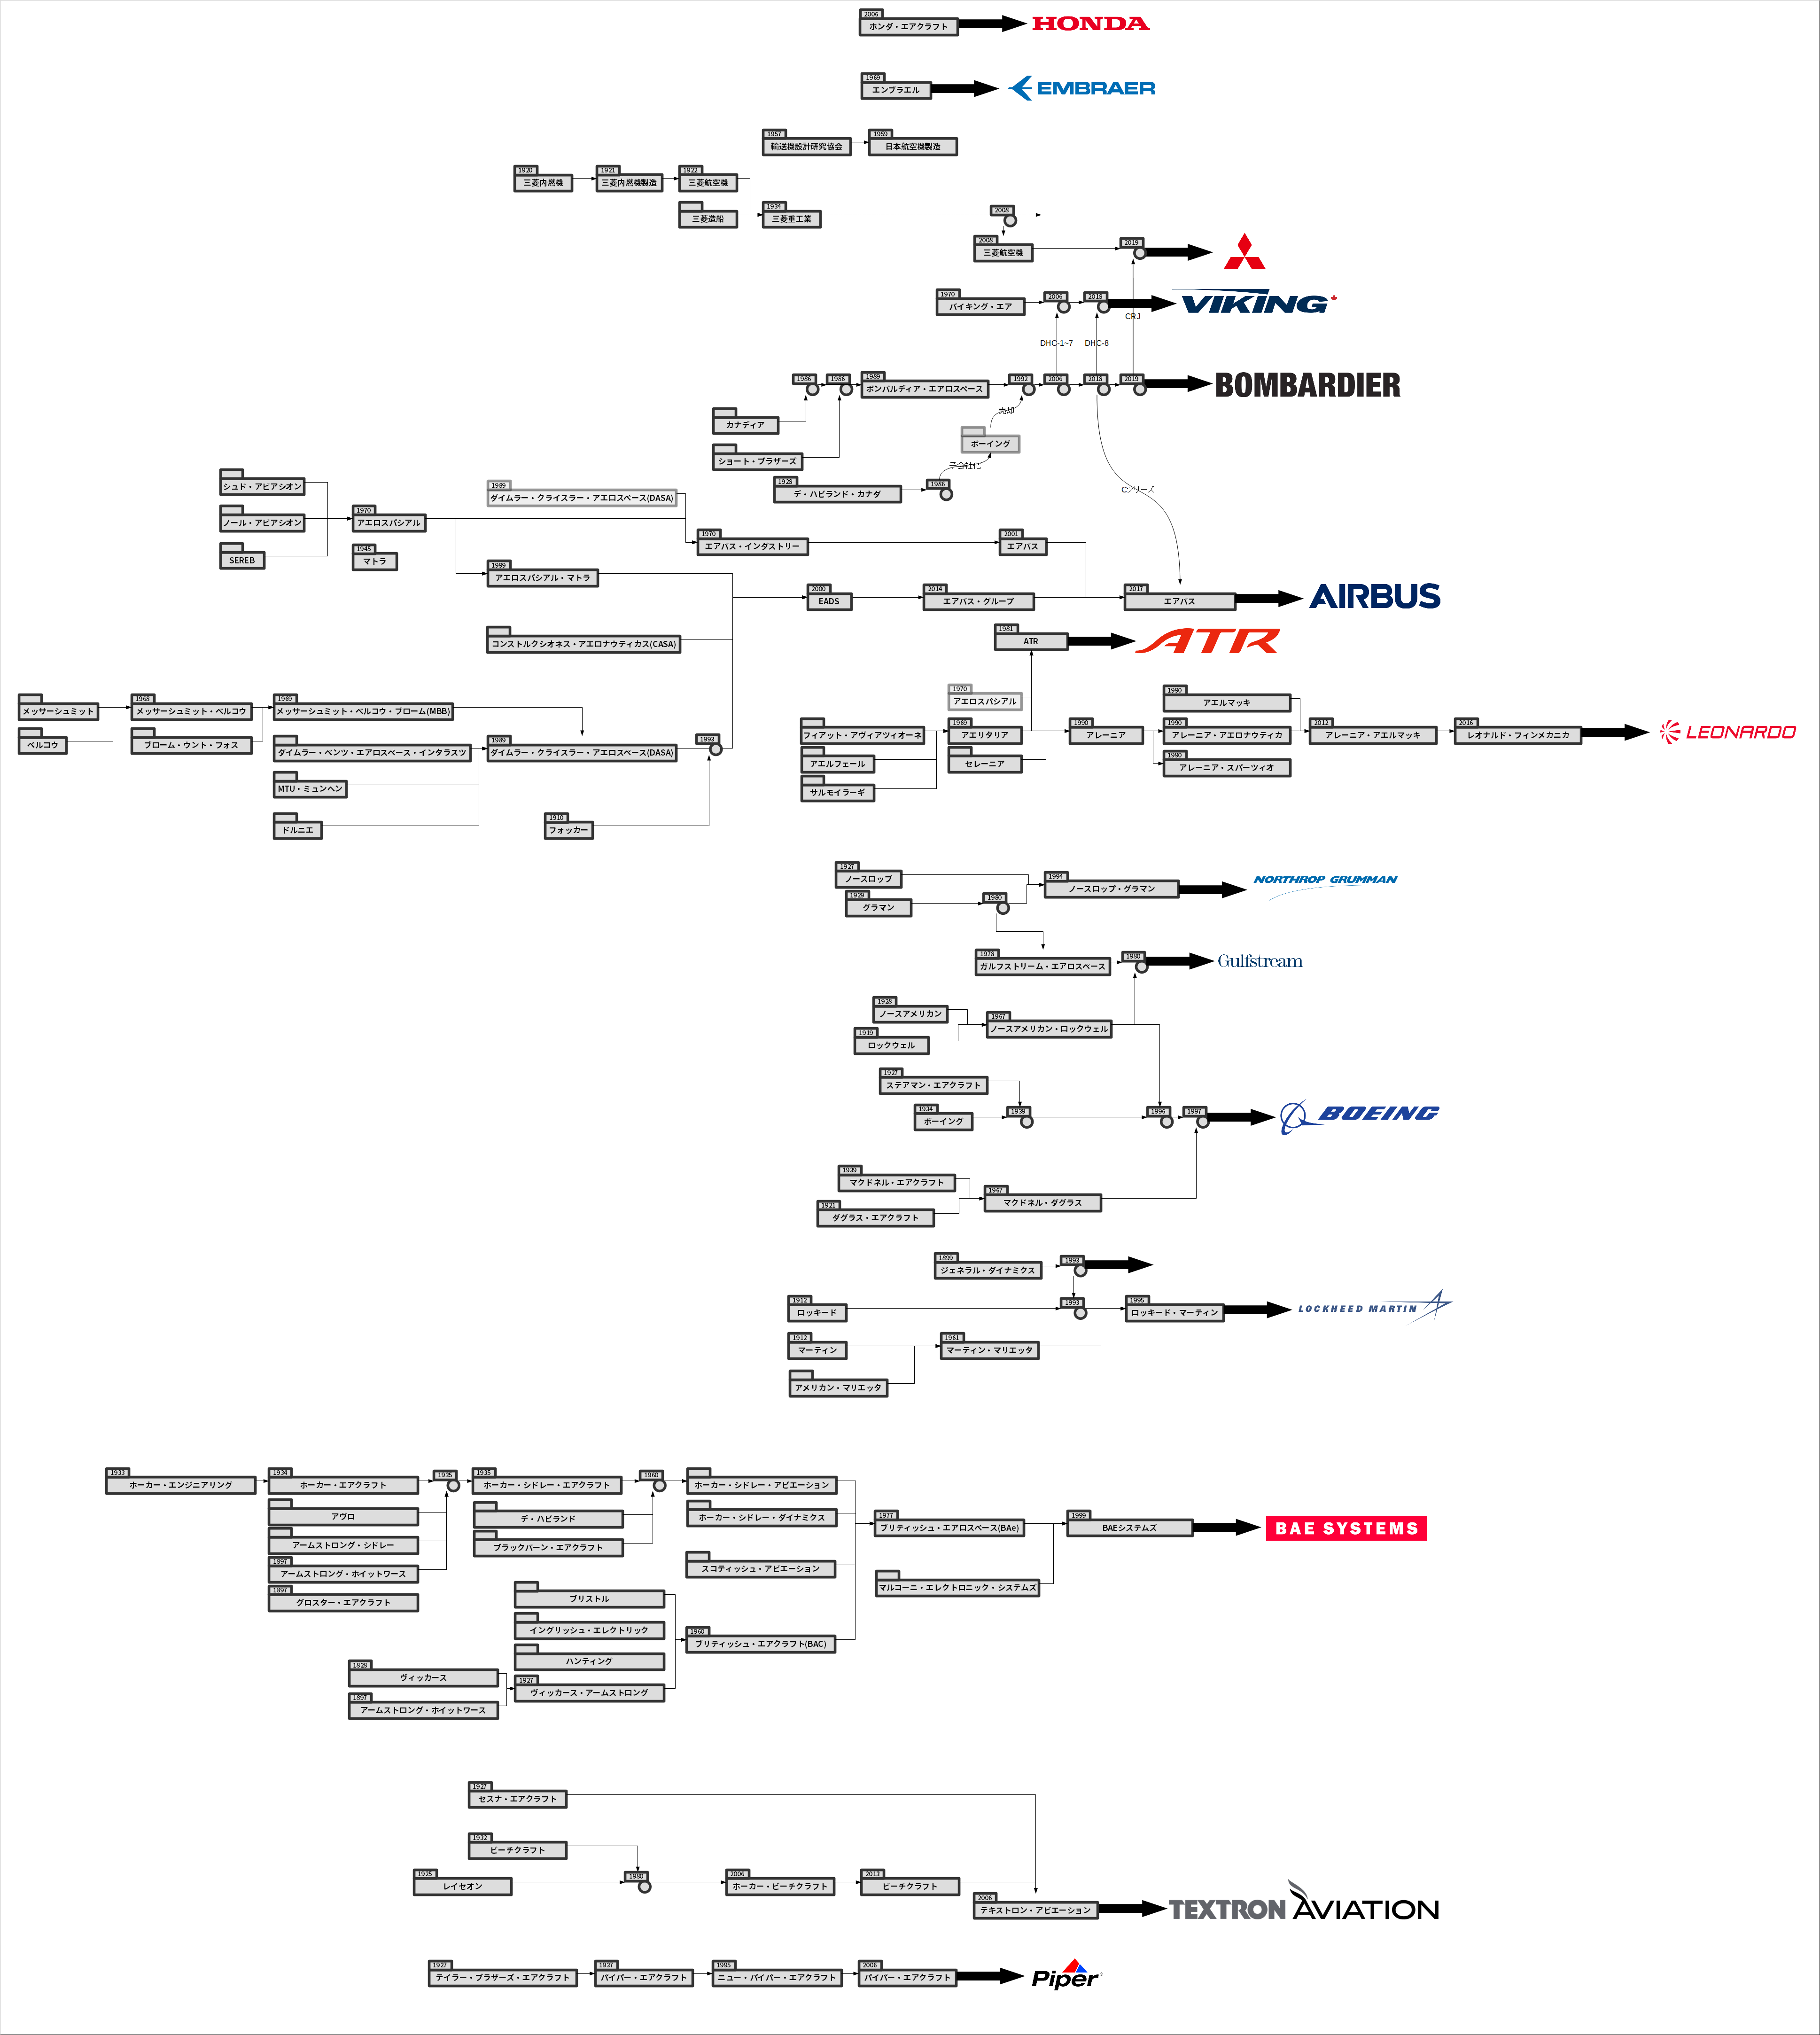 2006
ホンダ・エアクラフト
HONDA
1969
エンブラエル
EMBRAER
1957
輸送機設計研究協会
1959
日本航空機製造
1920
三菱内燃機
1921
三菱内燃機製造
1922
三菱航空機
三菱造船
1934
三菱重工業
2008
2008
三菱航空機
2019
1970
バイキング・エア
2006
2018
VIKING
CRJ
DHC-1~7
DHC-8
1986
1986
1989
ボンバルディア・エアロスペース
1992
2006
2018
2019
BOMBARDIER
カナディア
売却
ボーイング
ショート・ブラザーズ
子会社化
1928
デ・ハビランド・カナダ
1986
Cシリーズ
シュド・アビアシオン
1989
ダイムラー・クライスラー・アエロスペース(DASA)
ノール・アビアシオン
1970
アエロスパシアル
SEREB
1945
マトラ
1970
エアバス・インダストリー
2001
エアバス
1999
アエロスパシアル・マトラ
2000
EADS
2014
エアバス・グループ
2017
エアバス
AIRBUS
コンストルクシオネス・アエロナウティカス(CASA)
1981
ATR
ATR
メッサーシュミット
1968
メッサーシュミット・ベルコウ
1969
メッサーシュミット・ベルコウ・ブローム(MBB)
ベルコウ
ブローム・ウント・フォス
ダイムラー・ベンツ・エアロスペース・インタラスツ
1989
ダイムラー・クライスラー・アエロスペース(DASA)
1993
MTU・ミュンヘン
ドルニエ
1910
フォッカー
1970
アエロスパシアル
1990
アエルマッキ
フィアット・アヴィアツィオーネ
1969
アエリタリア
1990
アレーニア
1990
アレーニア・アエロナウティカ
2012
アレーニア・アエルマッキ
2016
レオナルド・フィンメカニカ
LEONARDO
アエルフェール
セレーニア
1990
アレーニア・スパーツィオ
サルモイラーギ
1927
ノースロップ
1929
グラマン
1980
1994
ノースロップ・グラマン
NORTHROP GRUMMAN
1978
ガルフストリーム・エアロスペース
1980
Gulfstream
1928
ノースアメリカン
1919
ロックウェル
1967
ノースアメリカン・ロックウェル
1927
ステアマン・エアクラフト
1934
ボーイング
1939
1996
1997
BOEING
1939
マクドネル・エアクラフト
1921
ダグラス・エアクラフト
1967
マクドネル・ダグラス
1899
ジェネラル・ダイナミクス
1993
1912
ロッキード
1993
1995
ロッキード・マーティン
LOCKHEED MARTIN
1912
マーティン
1961
マーティン・マリエッタ
アメリカン・マリエッタ
1933
ホーカー・エンジニアリング
1934
ホーカー・エアクラフト
1935
1935
ホーカー・シドレー・エアクラフト
1960
ホーカー・シドレー・アビエーション
アヴロ
デ・ハビランド
ホーカー・シドレー・ダイナミクス
アームストロング・シドレー
ブラックバーン・エアクラフト
1897
アームストロング・ホイットワース
1897
グロスター・エアクラフト
スコティッシュ・アビエーション
1977
ブリティッシュ・エアロスペース(BAe)
1999
BAEシステムズ
BAE SYSTEMS
マルコーニ・エレクトロニック・システムズ
ブリストル
イングリッシュ・エレクトリック
1960
ブリティッシュ・エアクラフト(BAC)
ハンティング
1828
ヴィッカース
1927
ヴィッカース・アームストロング
1897
アームストロング・ホイットワース
1927
セスナ・エアクラフト
1932
ビーチクラフト
1925
レイセオン
1980
2006
ホーカー・ビーチクラフト
2013
ビーチクラフト
2006
テキストロン・アビエーション
TEXTRON AVIATION
1927
テイラー・ブラザーズ・エアクラフト
1937
パイパー・エアクラフト
1995
ニュー・パイパー・エアクラフト
2006
パイパー・エアクラフト
Piper